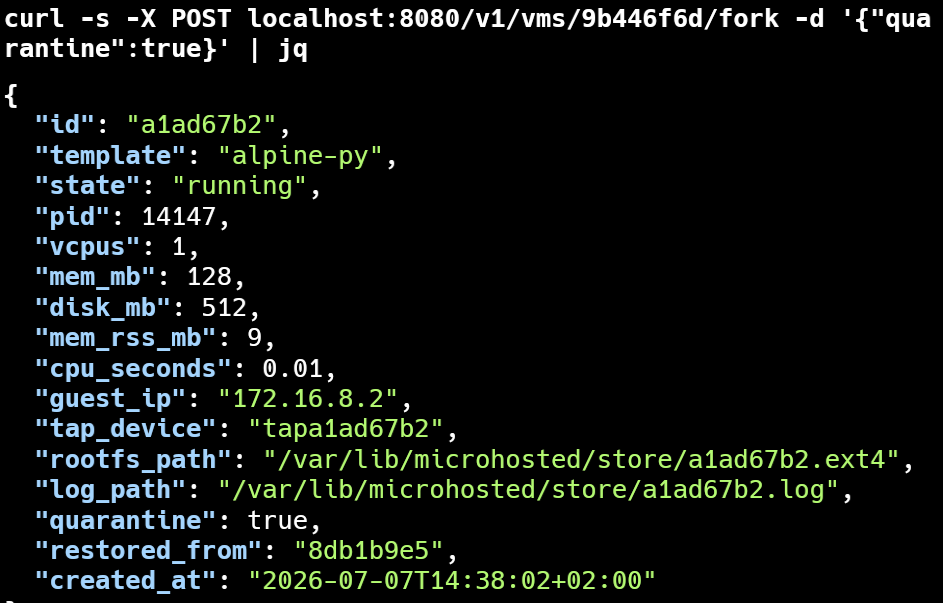 curl -s -X POST localhost:8080/v1/vms/9b446f6d/fork -d '{"qua
rantine":true}' | jq
{
  "id": "a1ad67b2",
  "template": "alpine-py",
  "state": "running",
  "pid": 14147,
  "vcpus": 1,
  "mem_mb": 128,
  "disk_mb": 512,
  "mem_rss_mb": 9,
  "cpu_seconds": 0.01,
  "guest_ip": "172.16.8.2",
  "tap_device": "tapa1ad67b2",
  "rootfs_path": "/var/lib/microhosted/store/a1ad67b2.ext4",
  "log_path": "/var/lib/microhosted/store/a1ad67b2.log",
  "quarantine": true,
  "restored_from": "8db1b9e5",
  "created_at": "2026-07-07T14:38:02+02:00"
}